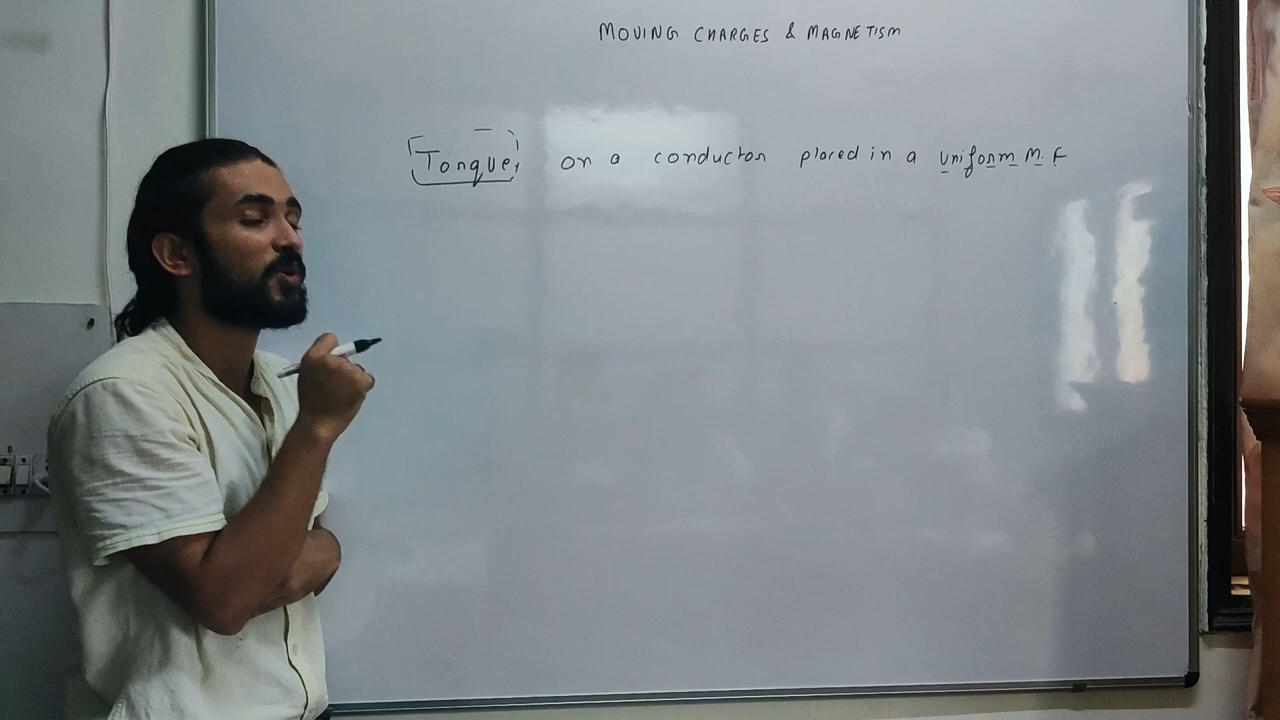 MOVING CHARGES & MAGNETISM
Torque on a conductor placed in a uniform M.F